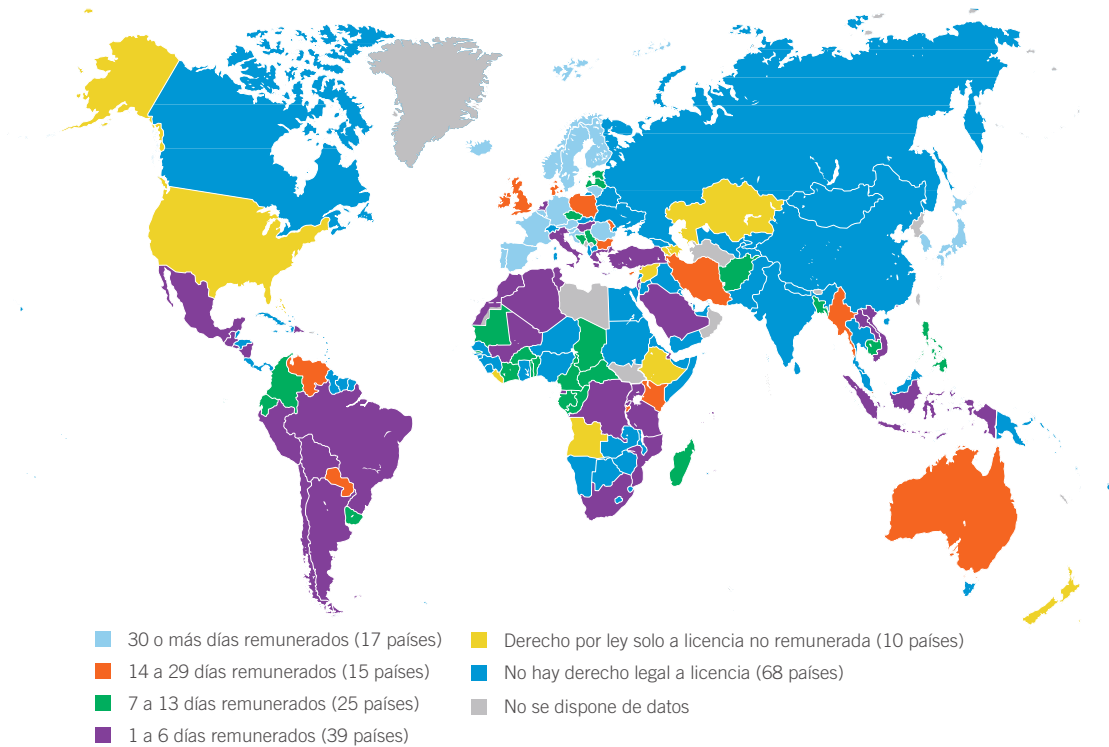 30 o más días remunerados (17 países)
14 a 29 días remunerados (15 países)
7 a 13 días remunerados (25 países)
1 a 6 días remunerados (39 países)
Derecho por ley solo a licencia no remunerada (10 países)
No hay derecho legal a licencia (68 países)
No se dispone de datos